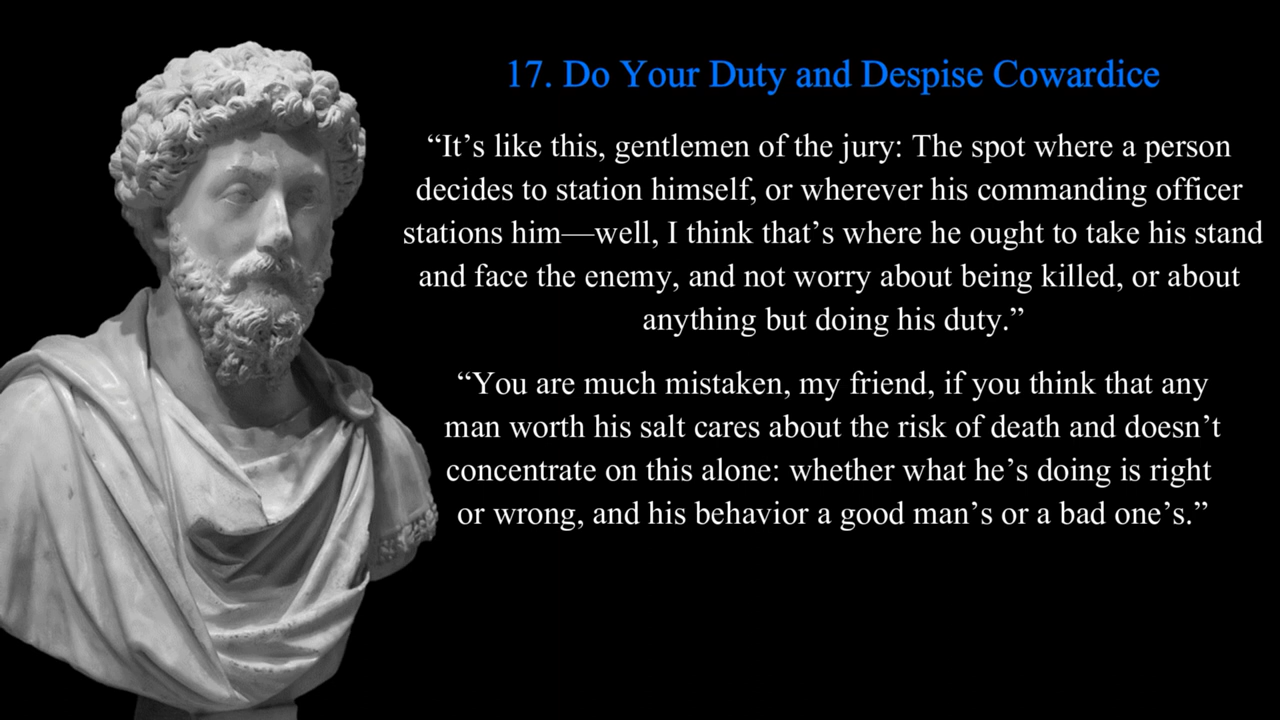 17. Do Your Duty and Despise Cowardice
“It’s like this, gentlemen of the jury: The spot where a person
decides to station himself, or wherever his commanding officer
stations him—well, I think that’s where he ought to take his stand
and face the enemy, and not worry about being killed, or about
anything but doing his duty.”
“You are much mistaken, my friend, if you think that any
man worth his salt cares about the risk of death and doesn’t
concentrate on this alone: whether what he’s doing is right
or wrong, and his behavior a good man’s or a bad one’s.”